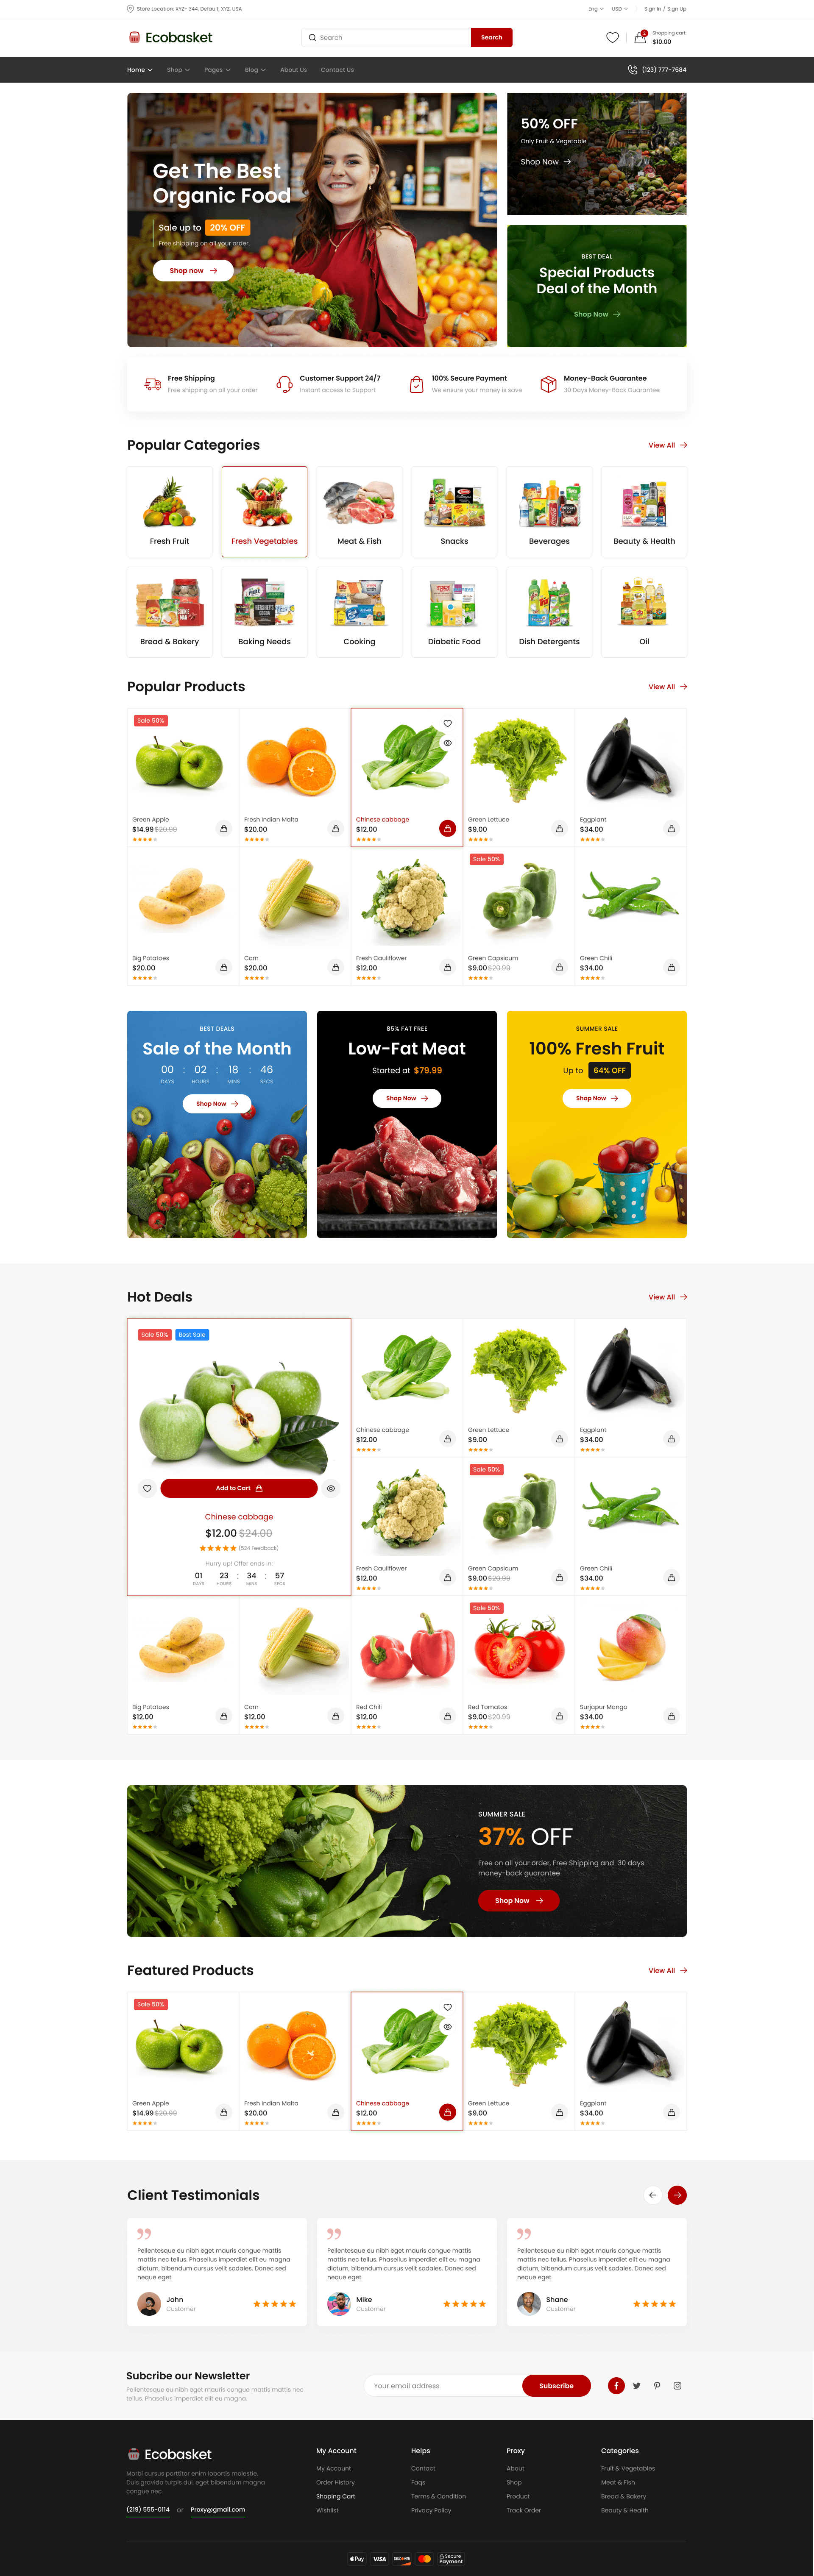 Store Location: XYZ- 344, Default, XYZ, USA
Eng
USD
Sign In / Sign Up
Ecobasket
Search
Search
2
Shopping cart:
$10.00
Home
Shop
Pages
Blog
About Us
Contact Us
(123) 777-7684
Get The Best
Organic Food
Sale up to 20% OFF
Free shipping on all your order.
Shop now
50% OFF
Only Fruit & Vegetable
Shop Now
BEST DEAL
Special Products
Deal of the Month
Shop Now
Free Shipping
Free shipping on all your order
Customer Support 24/7
Instant access to Support
100% Secure Payment
We ensure your money is save
Money-Back Guarantee
30 Days Money-Back Guarantee
Popular Categories
View All
Fresh Fruit
Fresh Vegetables
Meat & Fish
Snacks
Beverages
Beauty & Health
Bread & Bakery
Baking Needs
Cooking
Diabetic Food
Dish Detergents
Oil
Popular Products
View All
Sale 50%
Green Apple
$14.99 $20.99
Fresh Indian Malta
$20.00
Chinese cabbage
$12.00
Green Lettuce
$9.00
Eggplant
$34.00
Big Potatoes
$20.00
Corn
$20.00
Fresh Cauliflower
$12.00
Sale 50%
Green Capsicum
$9.00 $20.99
Green Chili
$34.00
BEST DEALS
Sale of the Month
00 : 02 : 18 : 46
DAYS HOURS MINS SECS
Shop Now
85% FAT FREE
Low-Fat Meat
Started at $79.99
Shop Now
SUMMER SALE
100% Fresh Fruit
Up to 64% OFF
Shop Now
Hot Deals
View All
Sale 50%
Best Sale
Add to Cart
Chinese cabbage
$12.00 $24.00
(524 Feedback)
Hurry up! Offer ends In:
01 : 23 : 34 : 57
DAYS HOURS MINS SECS
Chinese cabbage
$12.00
Green Lettuce
$9.00
Eggplant
$34.00
Fresh Cauliflower
$12.00
Sale 50%
Green Capsicum
$9.00 $20.99
Green Chili
$34.00
Big Potatoes
$12.00
Corn
$12.00
Red Chili
$12.00
Sale 50%
Red Tomatos
$9.00 $20.99
Surjapur Mango
$34.00
SUMMER SALE
37% OFF
Free on all your order, Free Shipping and 30 days
money-back guarantee
Shop Now
Featured Products
View All
Sale 50%
Green Apple
$14.99 $20.99
Fresh Indian Malta
$20.00
Chinese cabbage
$12.00
Green Lettuce
$9.00
Eggplant
$34.00
Client Testimonials
Pellentesque eu nibh eget mauris congue mattis
mattis nec tellus. Phasellus imperdiet elit eu magna
dictum, bibendum cursus velit sodales. Donec sed
neque eget
John
Customer
Pellentesque eu nibh eget mauris congue mattis
mattis nec tellus. Phasellus imperdiet elit eu magna
dictum, bibendum cursus velit sodales. Donec sed
neque eget
Mike
Customer
Pellentesque eu nibh eget mauris congue mattis
mattis nec tellus. Phasellus imperdiet elit eu magna
dictum, bibendum cursus velit sodales. Donec sed
neque eget
Shane
Customer
Subcribe our Newsletter
Pellentesque eu nibh eget mauris congue mattis mattis nec
tellus. Phasellus imperdiet elit eu magna.
Your email address
Subscribe
Ecobasket
Morbi cursus porttitor enim lobortis molestie.
Duis gravida turpis dui, eget bibendum magna
congue nec.
(219) 555-0114 or Proxy@gmail.com
My Account
My Account
Order History
Shoping Cart
Wishlist
Helps
Contact
Faqs
Terms & Condition
Privacy Policy
Proxy
About
Shop
Product
Track Order
Categories
Fruit & Vegetables
Meat & Fish
Bread & Bakery
Beauty & Health
Pay
VISA
DISCOVER
Secure
Payment